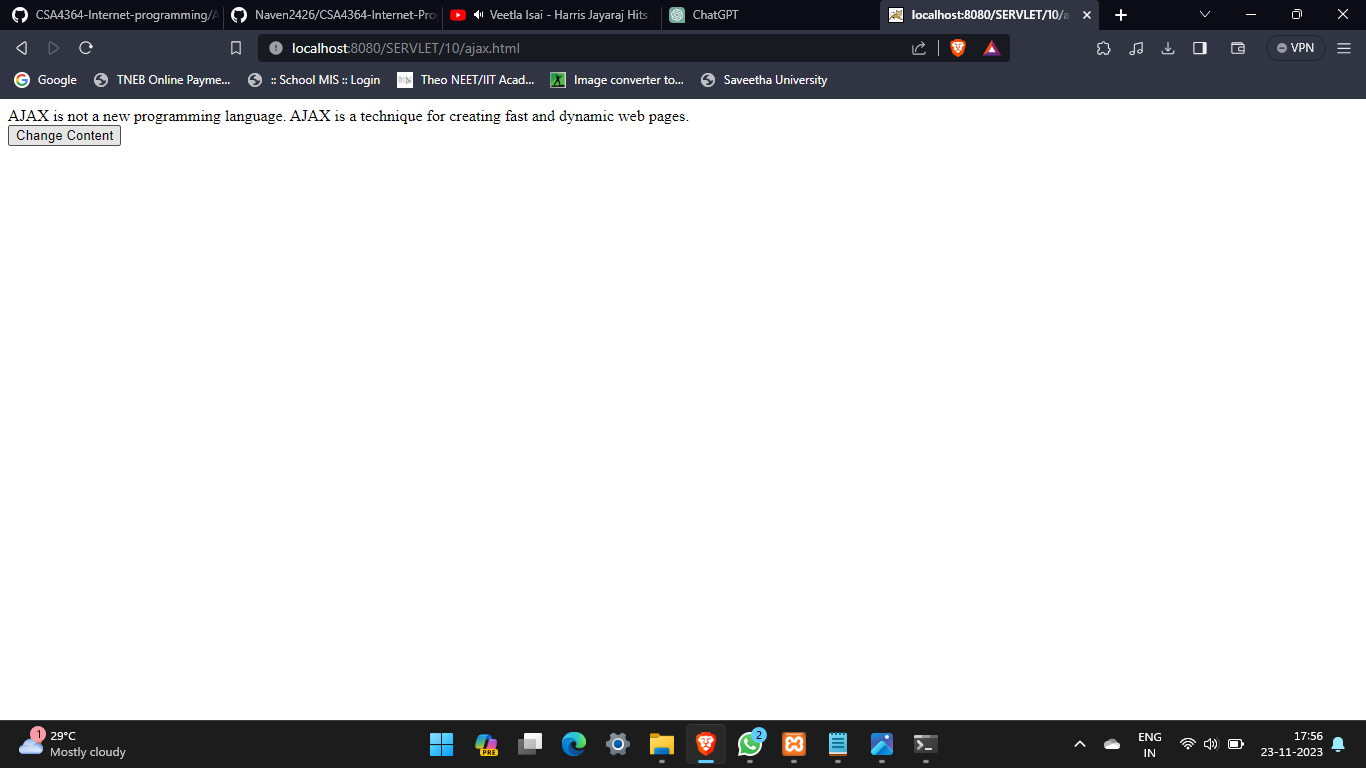 CSA4364-Internet-programming/A
Naven2426/CSA4364-Internet-Pro
Veetla Isai - Harris Jayaraj Hits
ChatGPT
localhost:8080/SERVLET/10/a
localhost:8080/SERVLET/10/ajax.html
VPN
Google
TNEB Online Payme...
:: School MIS :: Login
Theo NEET/IIT Acad...
Image converter to...
Saveetha University
AJAX is not a new programming language. AJAX is a technique for creating fast and dynamic web pages.
Change Content
1
29°C
Mostly cloudy
PRE
2
ENG
IN
17:56
23-11-2023